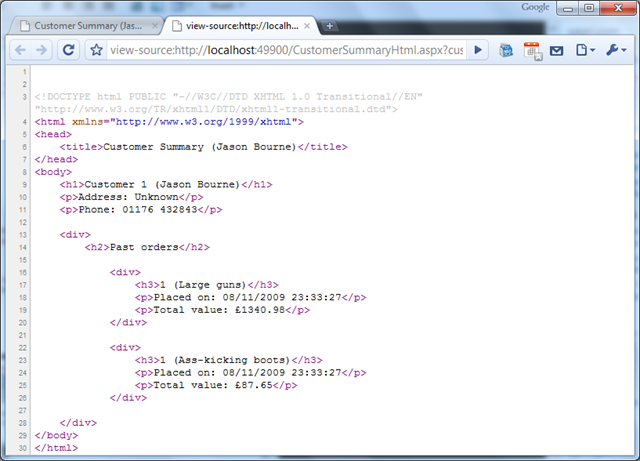 Google
Customer Summary (Jas...
view-source:http://localh...
view-source:http://localhost:49900/CustomerSummaryHtml.aspx?cus
1
2
3 <!DOCTYPE html PUBLIC "-//W3C//DTD XHTML 1.0 Transitional//EN"
"http://www.w3.org/TR/xhtml1/DTD/xhtml1-transitional.dtd">
4 <html xmlns="http://www.w3.org/1999/xhtml">
5 <head>
6 <title>Customer Summary (Jason Bourne)</title>
7 </head>
8 <body>
9 <h1>Customer 1 (Jason Bourne)</h1>
10 <p>Address: Unknown</p>
11 <p>Phone: 01176 432843</p>
12
13 <div>
14 <h2>Past orders</h2>
15
16 <div>
17 <h3>1 (Large guns)</h3>
18 <p>Placed on: 08/11/2009 23:33:27</p>
19 <p>Total value: £1340.98</p>
20 </div>
21
22 <div>
23 <h3>1 (Ass-kicking boots)</h3>
24 <p>Placed on: 08/11/2009 23:33:27</p>
25 <p>Total value: £87.65</p>
26 </div>
27
28 </div>
29 </body>
30 </html>